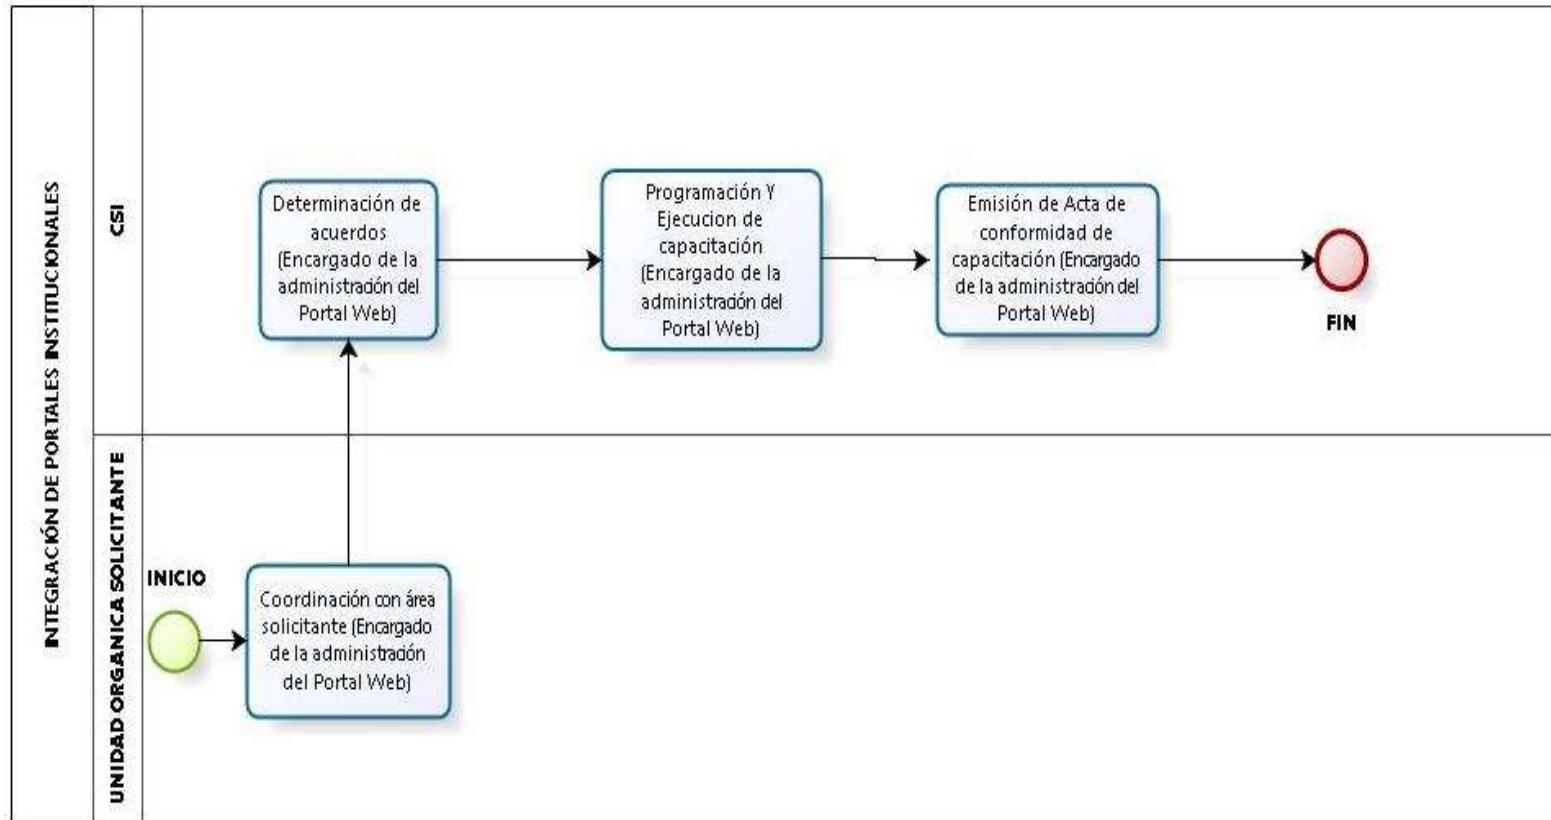 INTEGRACIÓN DE PORTALES INSTITUCIONALES
CSI
Determinación de
acuerdos
(Encargado de la
administración del
Portal Web)
Programación Y
Ejecucion de
capacitación
(Encargado de la
administración del
Portal Web)
Emisión de Acta de
conformidad de
capacitación (Encargado
de la administración del
Portal Web)
FIN
UNIDAD ORGANICA SOLICITANTE
INICIO
Coordinación con área
solicitante (Encargado
de la administración
del Portal Web)